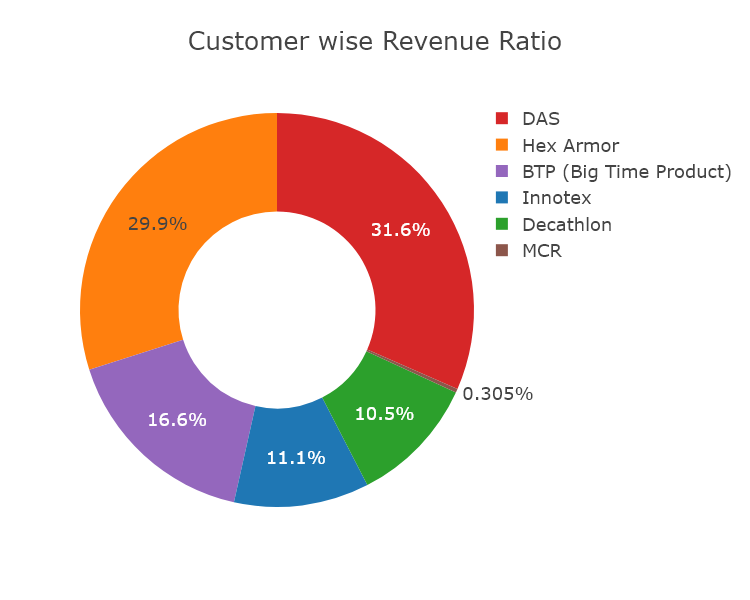 Customer wise Revenue Ratio
DAS
Hex Armor
BTP (Big Time Product)
Innotex
Decathlon
MCR
31.6%
29.9%
0.305%
10.5%
16.6%
11.1%